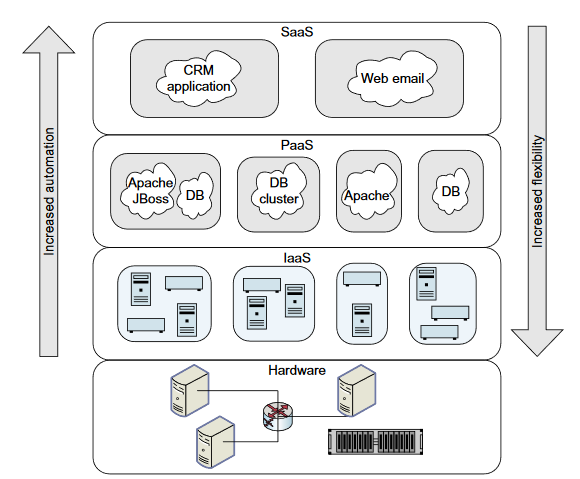 SaaS
CRM
application
Web email
PaaS
Apache
JBoss
DB
DB
cluster
Apache
DB
IaaS
Hardware
Increased automation
Increased flexibility